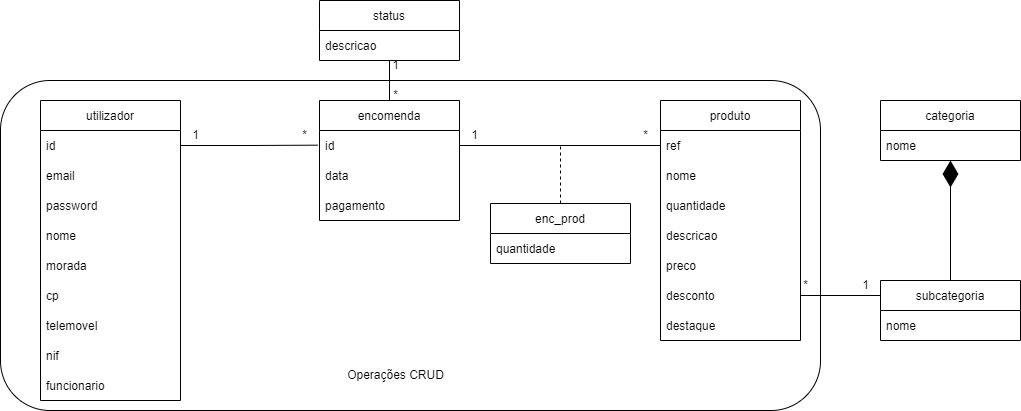 status
descricao
1
*
utilizador
id
email
password
nome
morada
cp
telemovel
nif
funcionario
1
*
encomenda
id
data
pagamento
1
*
enc_prod
quantidade
produto
ref
nome
quantidade
descricao
preco
desconto
destaque
*
1
categoria
nome
subcategoria
nome
Operações CRUD